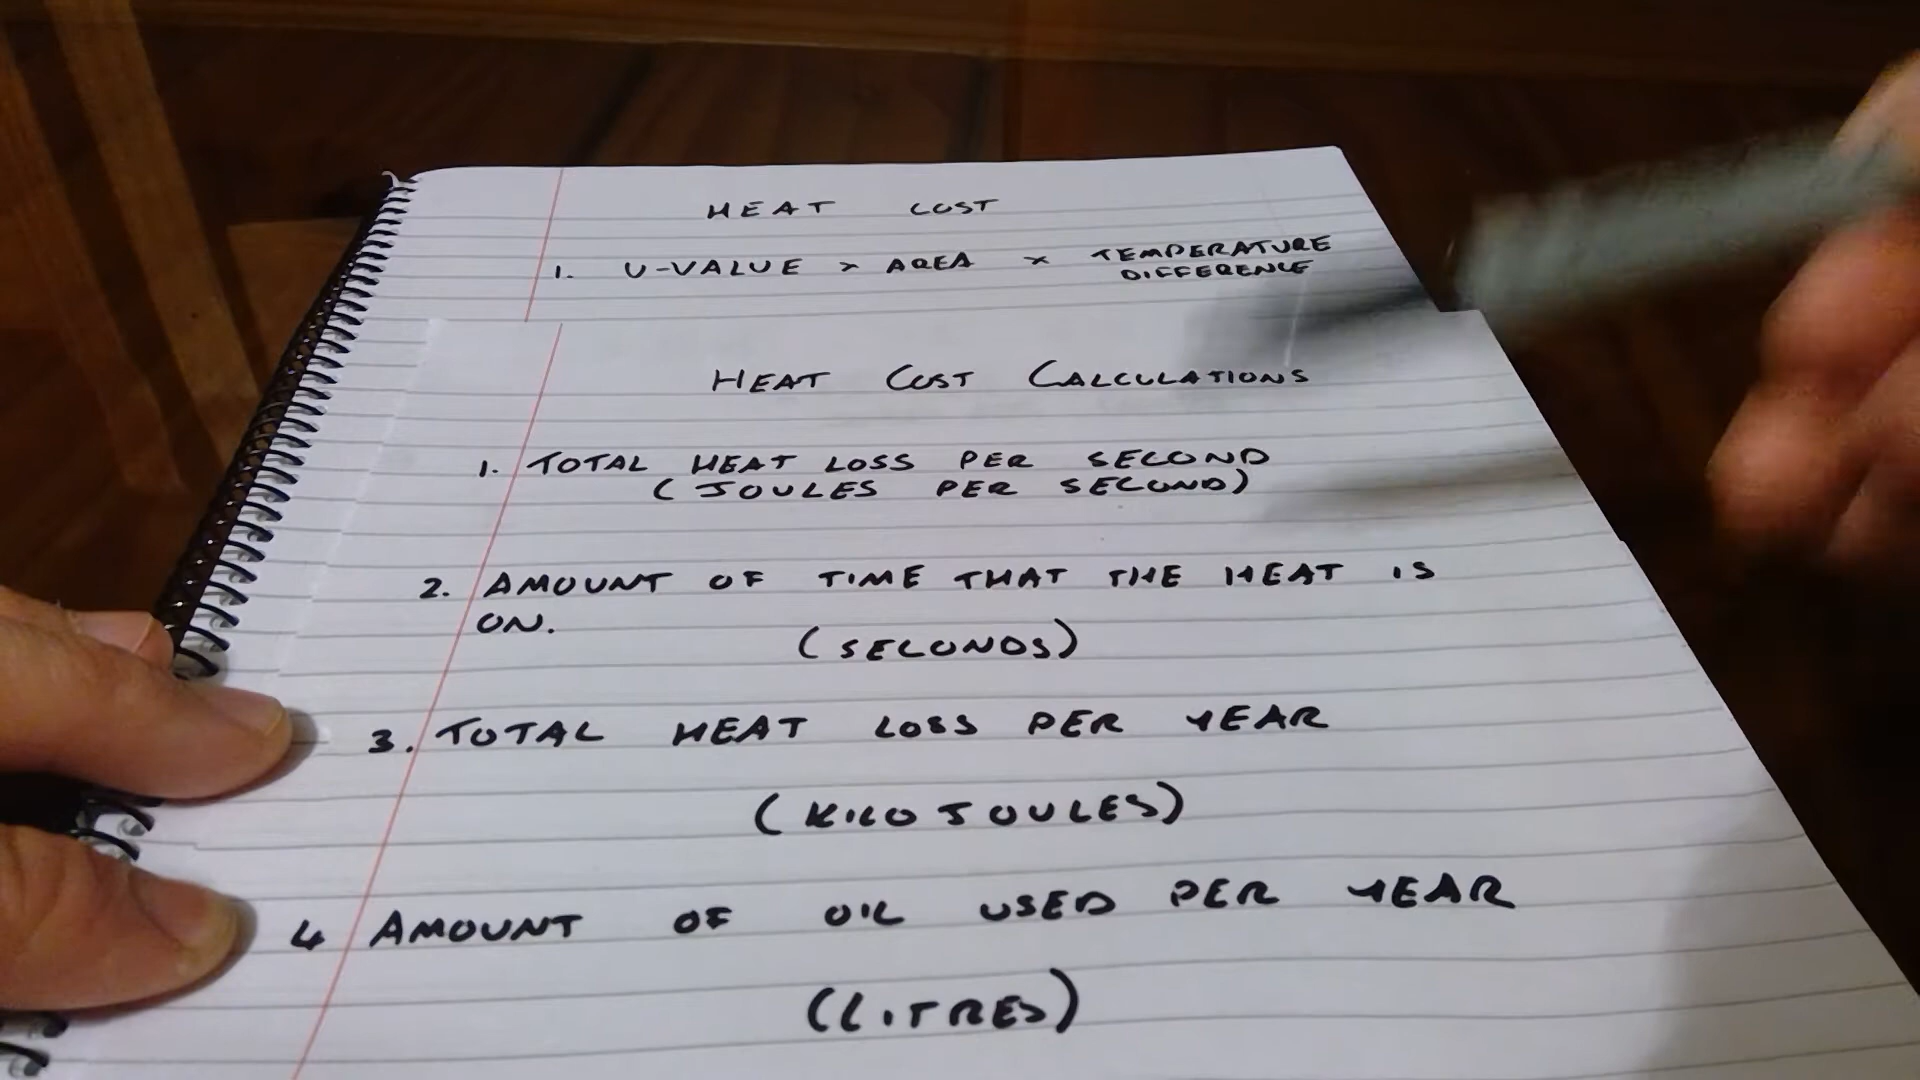 HEAT COST
1. U-VALUE × AREA × TEMPERATURE
DIFFERENCE
HEAT COST CALCULATIONS
1. TOTAL HEAT LOSS PER SECOND
(JOULES PER SECOND)
2. AMOUNT OF TIME THAT THE HEAT IS
ON.
(SECONDS)
3. TOTAL HEAT LOSS PER YEAR
(KILO JOULES)
4 AMOUNT OF OIL USED PER YEAR
(LITRES)